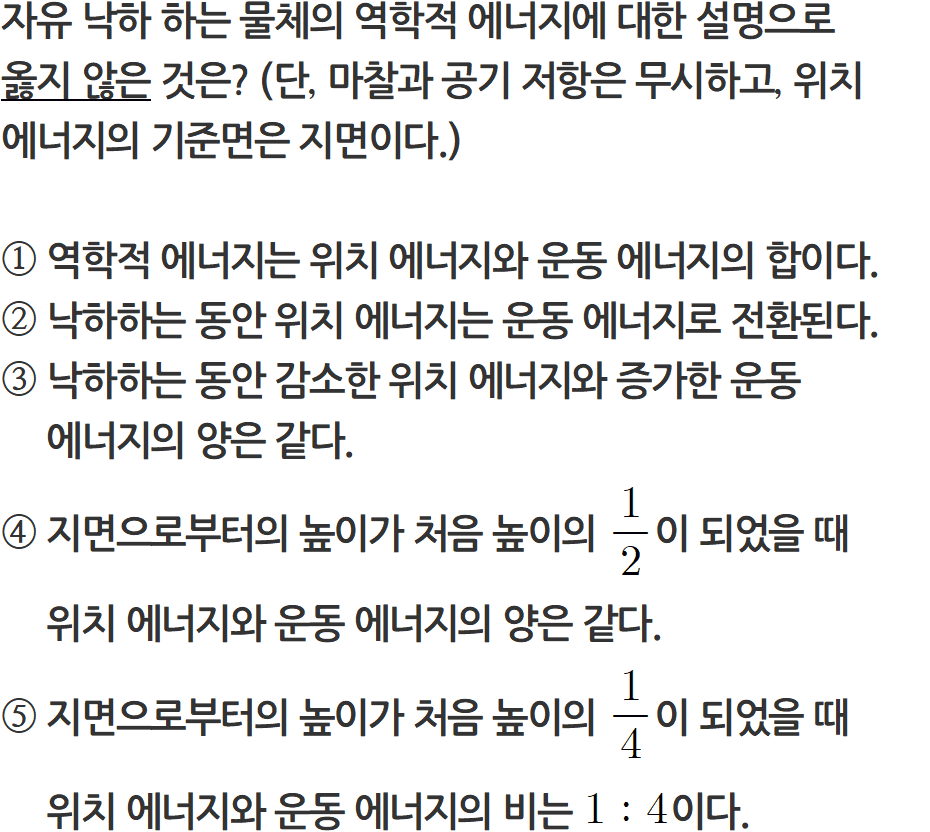 자유 낙하 하는 물체의 역학적 에너지에 대한 설명으로
옳지 않은 것은? (단, 마찰과 공기 저항은 무시하고, 위치
에너지의 기준면은 지면이다.)
① 역학적 에너지는 위치 에너지와 운동 에너지의 합이다.
② 낙하하는 동안 위치 에너지는 운동 에너지로 전환된다.
③ 낙하하는 동안 감소한 위치 에너지와 증가한 운동
에너지의 양은 같다.
④ 지면으로부터의 높이가 처음 높이의 1/2 이 되었을 때
위치 에너지와 운동 에너지의 양은 같다.
⑤ 지면으로부터의 높이가 처음 높이의 1/4 이 되었을 때
위치 에너지와 운동 에너지의 비는 1 : 4이다.